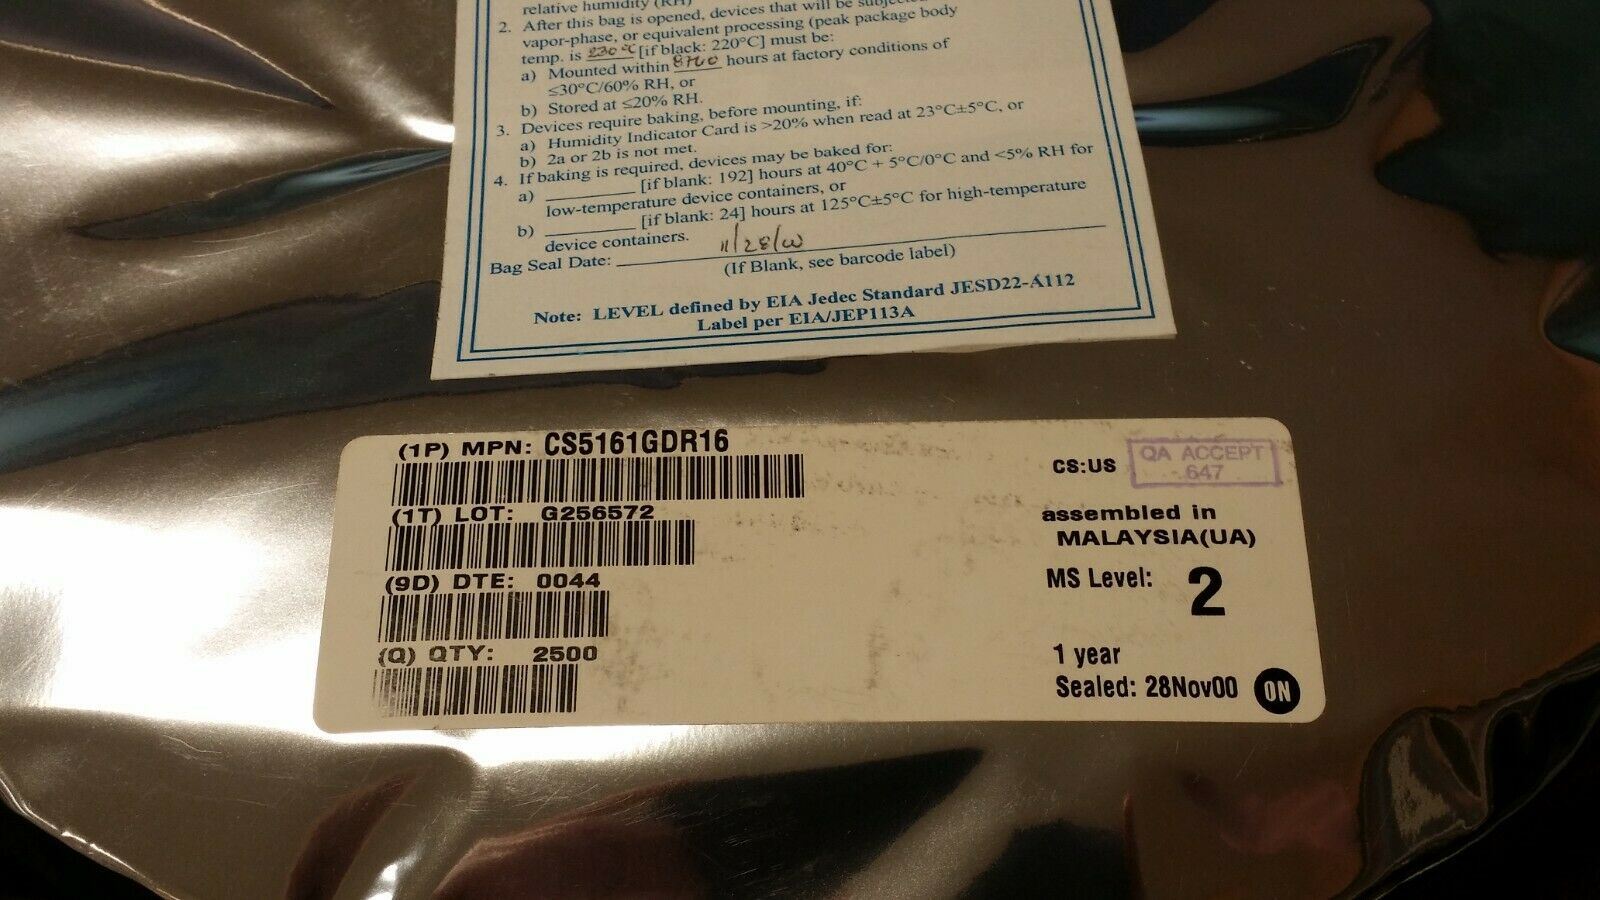 relative humidity (RH)
2. After this bag is opened, devices that will be subjected
vapor-phase, or equivalent processing (peak package body
temp. is 230°C [if black: 220°C] must be:
a) Mounted within 8760 hours at factory conditions of
≤30°C/60% RH, or
b) Stored at ≤20% RH.
3. Devices require baking, before mounting, if:
a) Humidity Indicator Card is >20% when read at 23°C±5°C, or
b) 2a or 2b is not met.
4. If baking is required, devices may be baked for:
a) ________ [if blank: 192] hours at 40°C + 5°C/0°C and <5% RH for
low-temperature device containers, or
b) ________ [if blank: 24] hours at 125°C±5°C for high-temperature
device containers.
Bag Seal Date: 11/28/00
(If Blank, see barcode label)
Note: LEVEL defined by EIA Jedec Standard JESD22-A112
Label per EIA/JEP113A
(1P) MPN: CS5161GDR16
(1T) LOT: G256572
(9D) DTE: 0044
(Q) QTY: 2500
CS:US
QA ACCEPT
647
assembled in
MALAYSIA(UA)
MS Level: 2
1 year
Sealed: 28Nov00 ON